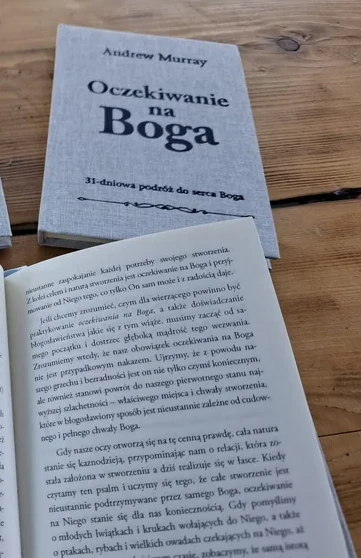 Andrew Murray
Oczekiwanie
na
Boga
31-dniowa podróż do serca Boga
nieustanne zaspokajanie każdej potrzeby swojego stworzenia.
Z kolei celem i naturą stworzenia jest oczekiwanie na Boga i przyj-
mowanie od Niego tego, co tylko On sam może i z radością daje.
Jeśli chcemy zrozumieć, czym dla wierzącego powinno być
praktykowanie oczekiwania na Boga, a także doświadczanie
błogosławieństwa jakie się z tym wiąże, musimy zacząć od sa-
mego początku i dostrzec głęboką mądrość tego wezwania.
Zrozumiemy wtedy, że nasz obowiązek oczekiwania na Boga
nie jest przypadkowym nakazem. Ujrzymy, że z powodu na-
szego grzechu i bezradności jest on nie tylko czymś koniecznym,
ale również stanowi powrót do naszego pierwotnego stanu naj-
wyższej szlachetności – właściwego miejsca i chwały stworzenia,
które w błogosławiony sposób jest nieustannie zależne od cudow-
nego i pełnego chwały Boga.
Gdy nasze oczy otworzą się na tę cenną prawdę, cała natura
stanie się kaznodzieją, przypominając nam o relacji, która zo-
stała założona w stworzeniu a dziś realizuje się w łasce. Kiedy
czytamy ten psalm i uczymy się tego, że całe stworzenie jest
nieustannie podtrzymywane przez samego Boga, oczekiwanie
na Niego stanie się dla nas koniecznością. Gdy pomyślimy
o młodych lwiątkach i krukach wołających do Niego, a także
o ptakach, rybach i wielkich owadach czekających na Niego, aż
czasie, zobaczymy, że samą istotą